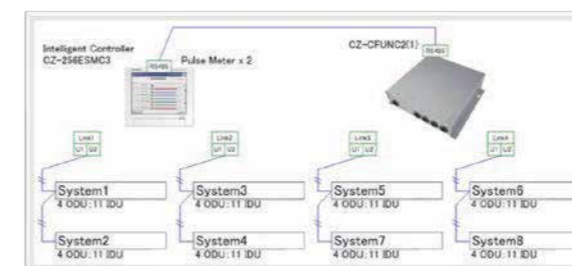 Intelligent Controller
CZ-256ESMC3
RS485
Pulse Meter x 2
CZ-CFUNC2(1)
RS485
Link1
U1 U2
Link2
U1 U2
Link3
U1 U2
Link4
U1 U2
System1
4 ODU:11 IDU
System3
4 ODU:11 IDU
System5
4 ODU:11 IDU
System6
4 ODU:11 IDU
System2
4 ODU:11 IDU
System4
4 ODU:11 IDU
System7
4 ODU:11 IDU
System8
4 ODU:11 IDU